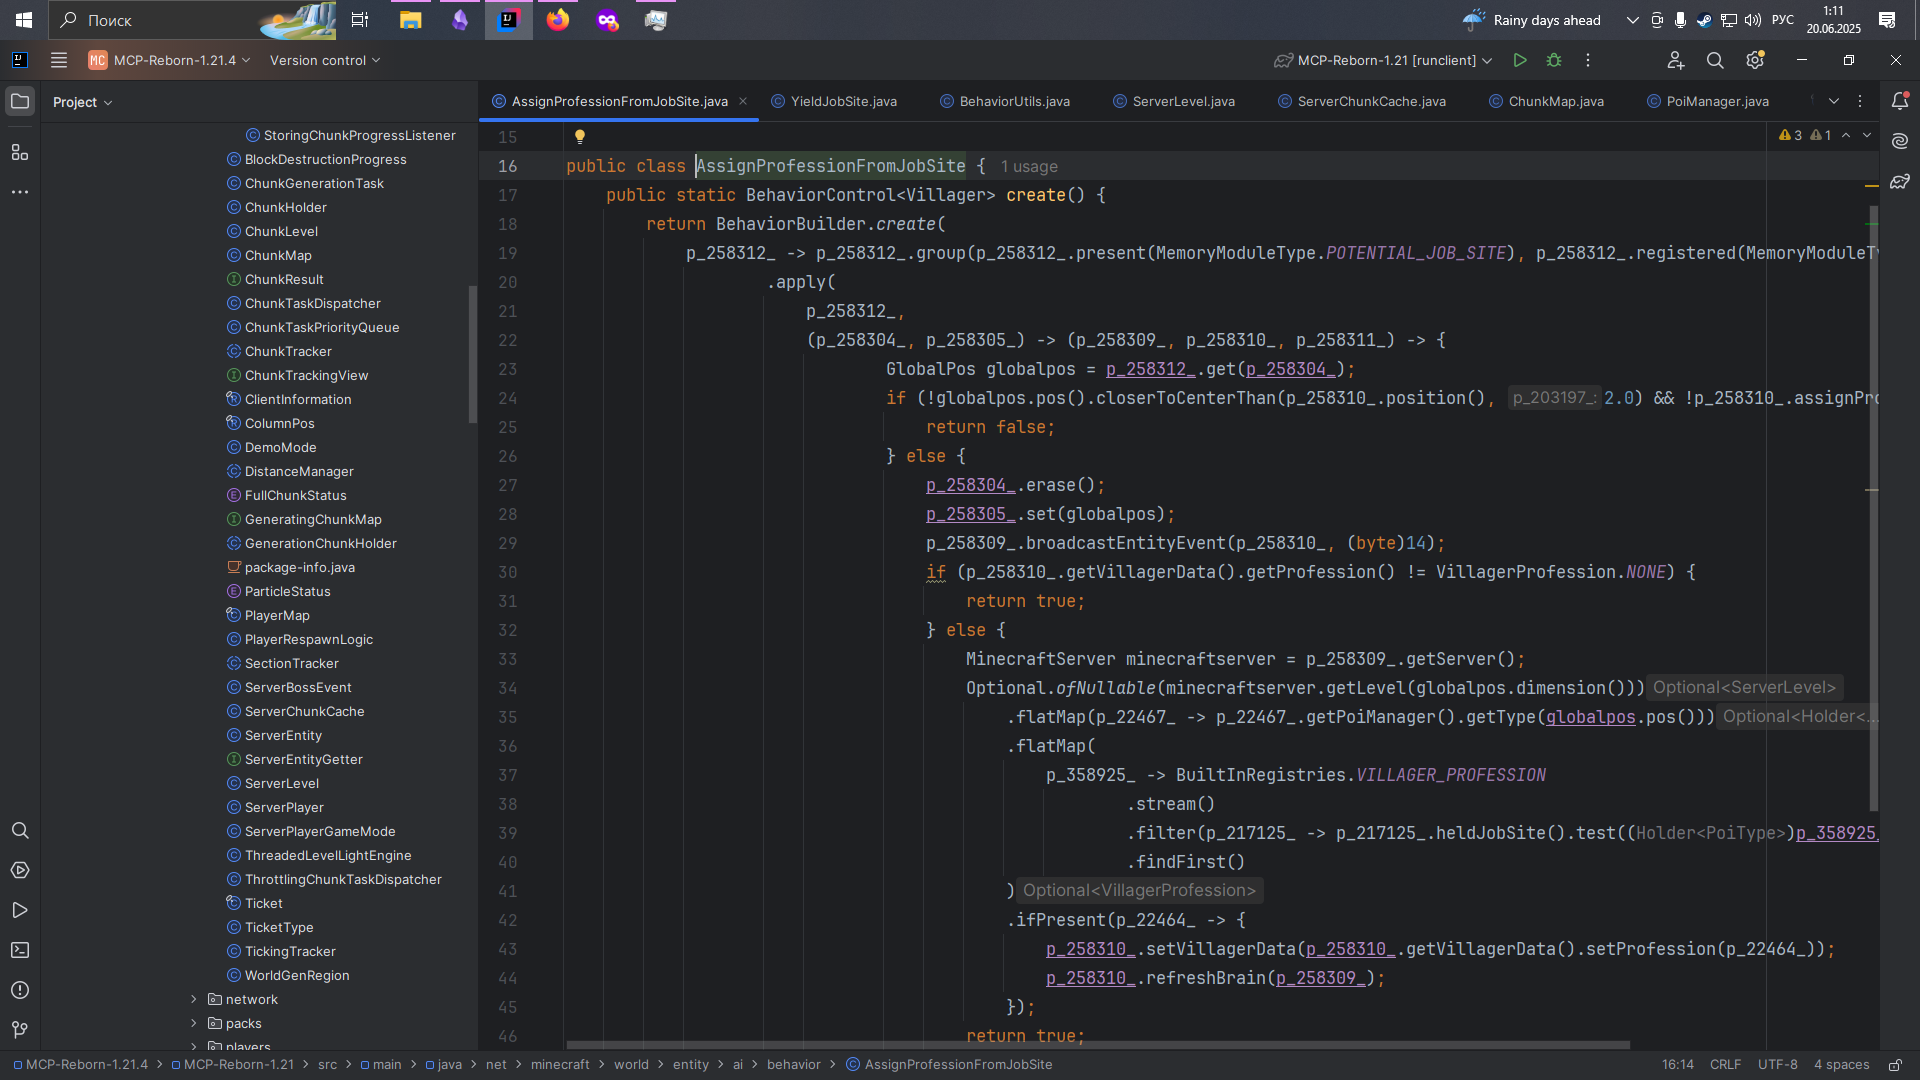 Поиск
Rainy days ahead
РУС
1:11
20.06.2025
MC
MCP-Reborn-1.21.4
Version control
MCP-Reborn-1.21 [runclient]
Project
AssignProfessionFromJobSite.java
YieldJobSite.java
BehaviorUtils.java
ServerLevel.java
ServerChunkCache.java
ChunkMap.java
PoiManager.java
StoringChunkProgressListener
BlockDestructionProgress
ChunkGenerationTask
ChunkHolder
ChunkLevel
ChunkMap
ChunkResult
ChunkTaskDispatcher
ChunkTaskPriorityQueue
ChunkTracker
ChunkTrackingView
ClientInformation
ColumnPos
DemoMode
DistanceManager
FullChunkStatus
GeneratingChunkMap
GenerationChunkHolder
package-info.java
ParticleStatus
PlayerMap
PlayerRespawnLogic
SectionTracker
ServerBossEvent
ServerChunkCache
ServerEntity
ServerEntityGetter
ServerLevel
ServerPlayer
ServerPlayerGameMode
ThreadedLevelLightEngine
ThrottlingChunkTaskDispatcher
Ticket
TicketType
TickingTracker
WorldGenRegion
network
packs
players
3 1
15
16 public class AssignProfessionFromJobSite { 1 usage
17 public static BehaviorControl<Villager> create() {
18 return BehaviorBuilder.create(
19 p_258312_ -> p_258312_.group(p_258312_.present(MemoryModuleType.POTENTIAL_JOB_SITE), p_258312_.registered(MemoryModuleTy
20 .apply(
21 p_258312_,
22 (p_258304_, p_258305_) -> (p_258309_, p_258310_, p_258311_) -> {
23 GlobalPos globalpos = p_258312_.get(p_258304_);
24 if (!globalpos.pos().closerToCenterThan(p_258310_.position(), p_203197_: 2.0) && !p_258310_.assignPro
25 return false;
26 } else {
27 p_258304_.erase();
28 p_258305_.set(globalpos);
29 p_258309_.broadcastEntityEvent(p_258310_, (byte)14);
30 if (p_258310_.getVillagerData().getProfession() != VillagerProfession.NONE) {
31 return true;
32 } else {
33 MinecraftServer minecraftserver = p_258309_.getServer();
34 Optional.ofNullable(minecraftserver.getLevel(globalpos.dimension())) Optional<ServerLevel>
35 .flatMap(p_22467_ -> p_22467_.getPoiManager().getType(globalpos.pos())) Optional<Holder<...
36 .flatMap(
37 p_358925_ -> BuiltInRegistries.VILLAGER_PROFESSION
38 .stream()
39 .filter(p_217125_ -> p_217125_.heldJobSite().test((Holder<PoiType>)p_358925_
40 .findFirst()
41 ) Optional<VillagerProfession>
42 .ifPresent(p_22464_ -> {
43 p_258310_.setVillagerData(p_258310_.getVillagerData().setProfession(p_22464_));
44 p_258310_.refreshBrain(p_258309_);
45 });
46 return true;
MCP-Reborn-1.21.4 > MCP-Reborn-1.21 > src > main > java > net > minecraft > world > entity > ai > behavior > AssignProfessionFromJobSite
16:14 CRLF UTF-8 4 spaces